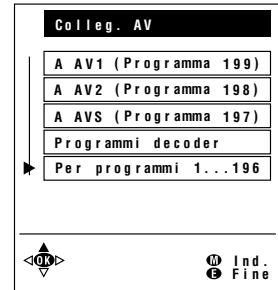 Colleg. AV
A AV1 (Programma 199)
A AV2 (Programma 198)
A AVS (Programma 197)
Programmi decoder
Per programmi 1...196
OK
M Ind.
E Fine